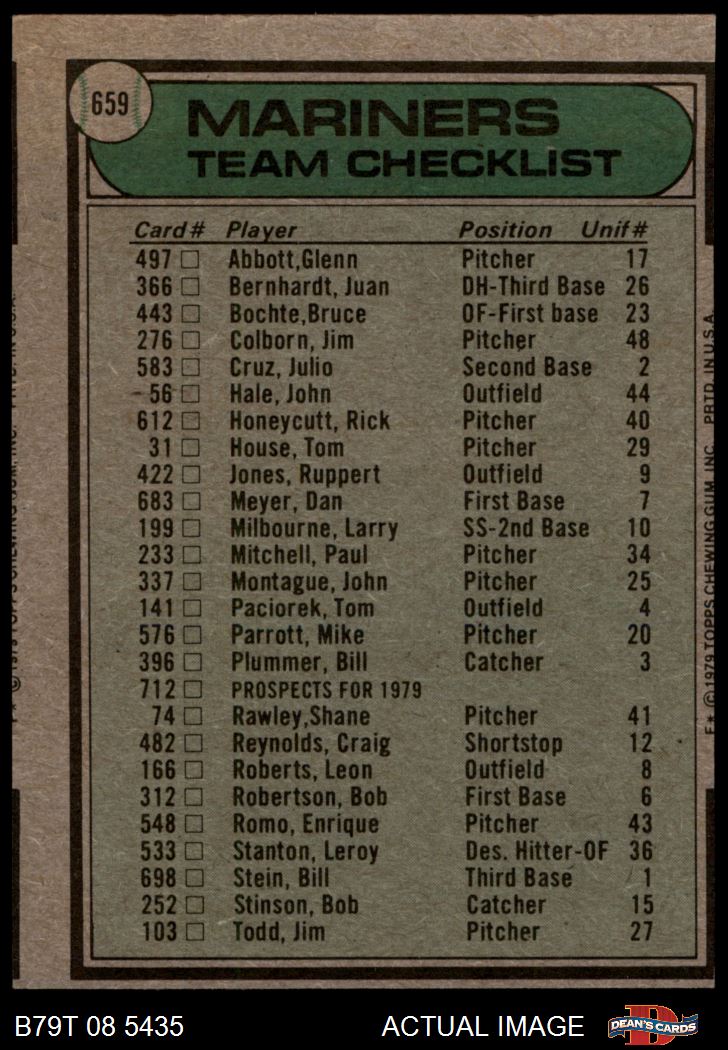 659
MARINERS
TEAM CHECKLIST
Card # Player Position Unif #
497 □ Abbott,Glenn Pitcher 17
366 □ Bernhardt, Juan DH-Third Base 26
443 □ Bochte,Bruce OF-First base 23
276 □ Colborn, Jim Pitcher 48
583 □ Cruz, Julio Second Base 2
56 □ Hale, John Outfield 44
612 □ Honeycutt, Rick Pitcher 40
31 □ House, Tom Pitcher 29
422 □ Jones, Ruppert Outfield 9
683 □ Meyer, Dan First Base 7
199 □ Milbourne, Larry SS-2nd Base 10
233 □ Mitchell, Paul Pitcher 34
337 □ Montague, John Pitcher 25
141 □ Paciorek, Tom Outfield 4
576 □ Parrott, Mike Pitcher 20
396 □ Plummer, Bill Catcher 3
712 □ PROSPECTS FOR 1979
74 □ Rawley,Shane Pitcher 41
482 □ Reynolds, Craig Shortstop 12
166 □ Roberts, Leon Outfield 8
312 □ Robertson, Bob First Base 6
548 □ Romo, Enrique Pitcher 43
533 □ Stanton, Leroy Des. Hitter-OF 36
698 □ Stein, Bill Third Base 1
252 □ Stinson, Bob Catcher 15
103 □ Todd, Jim Pitcher 27
F* © 1979 TOPPS CHEWING GUM, INC. PRTD. IN U.S.A.
B79T 08 5435 ACTUAL IMAGE
D
DEAN'S CARDS